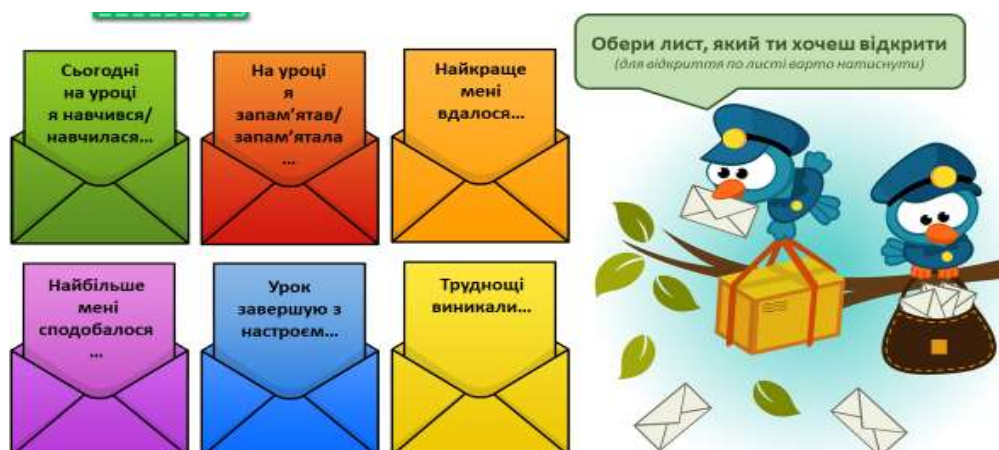 Сьогодні
на уроці
я навчився/
навчилася...
На уроці
я
запам'ятав/
запам'ятала
...
Найкраще
мені
вдалося...
Обери лист, який ти хочеш відкрити
(для відкриття по листі варто натиснути)
Найбільше
мені
сподобалося
...
Урок
завершую з
настроєм...
Труднощі
виникали...